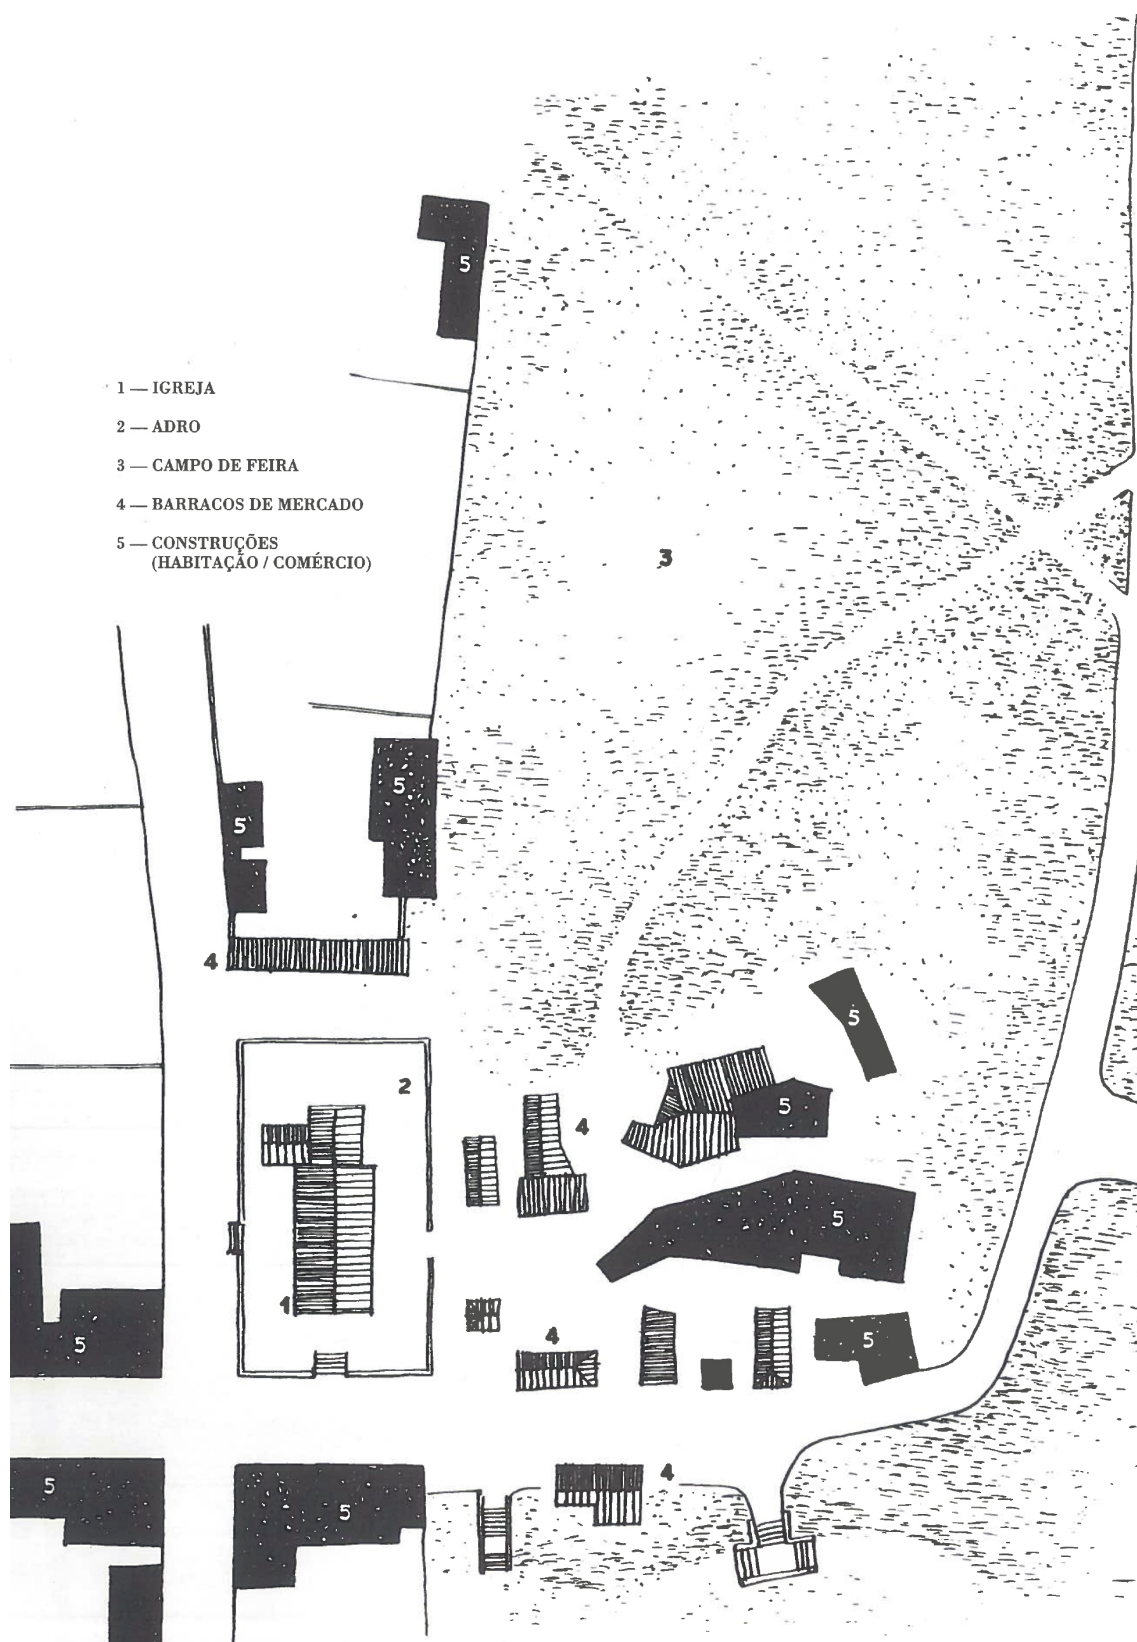 5
1 — IGREJA
2 — ADRO
3 — CAMPO DE FEIRA
4 — BARRACOS DE MERCADO
5 — CONSTRUÇÕES
(HABITAÇÃO / COMÉRCIO)
3
5
5
4
5
2
5
4
5
1
4
5
5
5
5
4